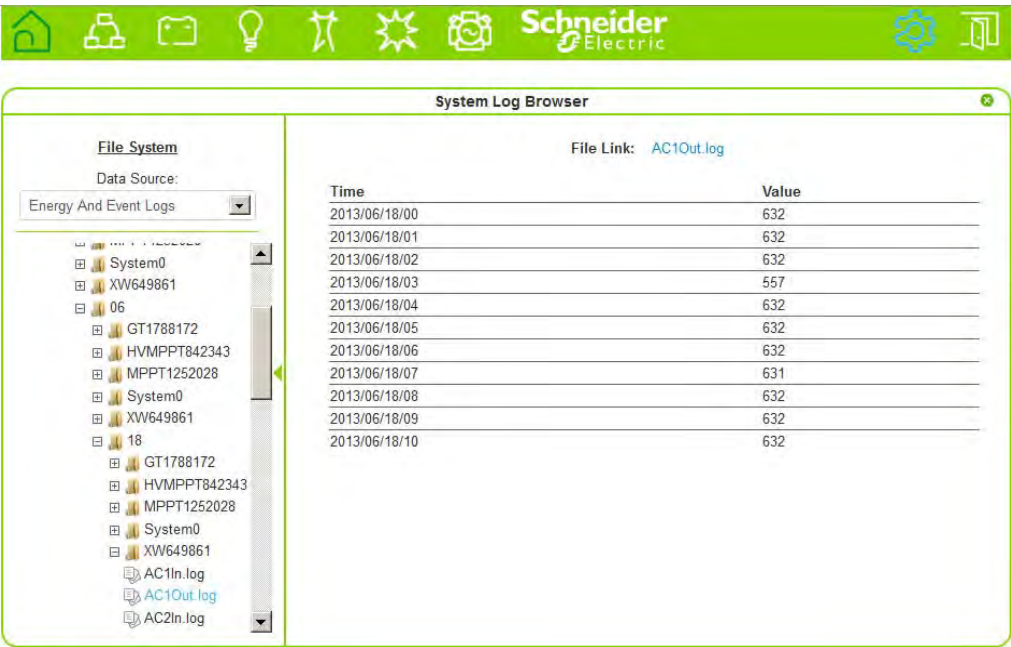 Schneider
Electric
System Log Browser
File System
Data Source:
Energy And Event Logs
System0
XW649861
06
GT1788172
HVMPPT842343
MPPT1252028
System0
XW649861
18
GT1788172
HVMPPT842343
MPPT1252028
System0
XW649861
AC1In.log
AC1Out.log
AC2In.log
File Link: AC1Out.log
Time Value
2013/06/18/00 632
2013/06/18/01 632
2013/06/18/02 632
2013/06/18/03 557
2013/06/18/04 632
2013/06/18/05 632
2013/06/18/06 632
2013/06/18/07 631
2013/06/18/08 632
2013/06/18/09 632
2013/06/18/10 632